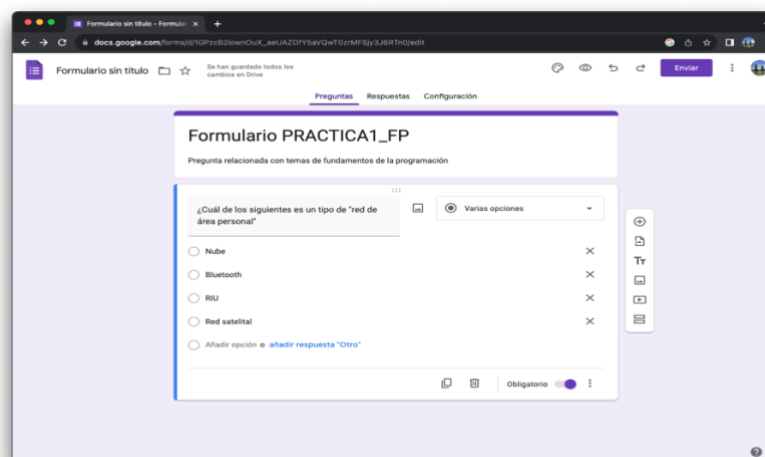 Formulario sin título - Formular
docs.google.com/forms/d/1GPzcB2IownOuX_aetJAZDfY5aVQwT0zrMFSjy3J6RTn0/edit
Formulario sin título
Se han guardado todos los
cambios en Drive
Enviar
Preguntas Respuestas Configuración
Formulario PRACTICA1_FP
Pregunta relacionada con temas de fundamentos de la programación
¿Cuál de los siguientes es un tipo de "red de
área personal"
Varias opciones
Nube
Bluetooth
RIU
Red satelital
Añadir opción o añadir respuesta "Otro"
Tт
Obligatorio